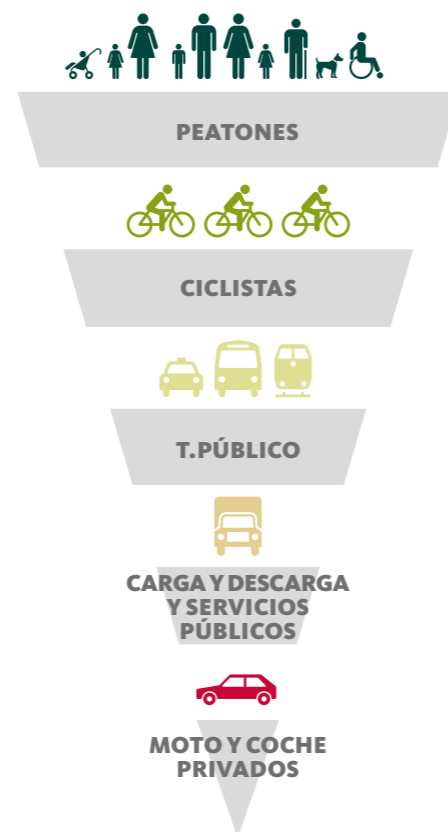 PEATONES
CICLISTAS
T.PÚBLICO
CARGA Y DESCARGA
Y SERVICIOS
PÚBLICOS
MOTO Y COCHE
PRIVADOS